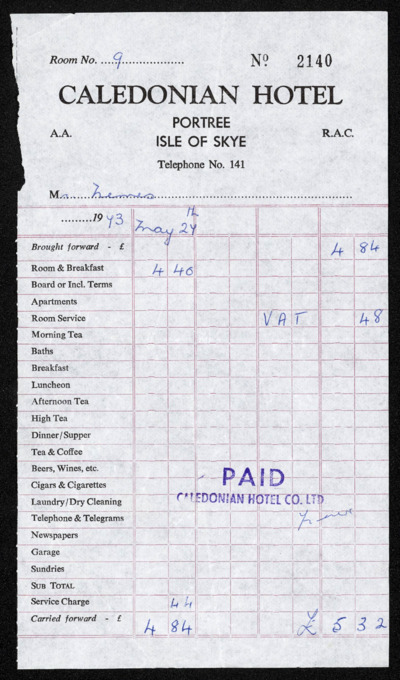 Room No. 9 No 2140
CALEDONIAN HOTEL
PORTREE
A.A. ISLE OF SKYE R.A.C.
Telephone No. 141
Mr.
1973 May 24th
Brought forward - £ 4 84
Room & Breakfast 4 40
Board or Incl. Terms
Apartments
Room Service VAT 48
Morning Tea
Baths
Breakfast
Luncheon
Afternoon Tea
High Tea
Dinner/Supper
Tea & Coffee
Beers, Wines, etc.
Cigars & Cigarettes PAID
Laundry/Dry Cleaning CALEDONIAN HOTEL CO. LTD
Telephone & Telegrams
Newspapers
Garage
Sundries
SUB TOTAL
Service Charge 44
Carried forward - £ 4 84 £ 5 32